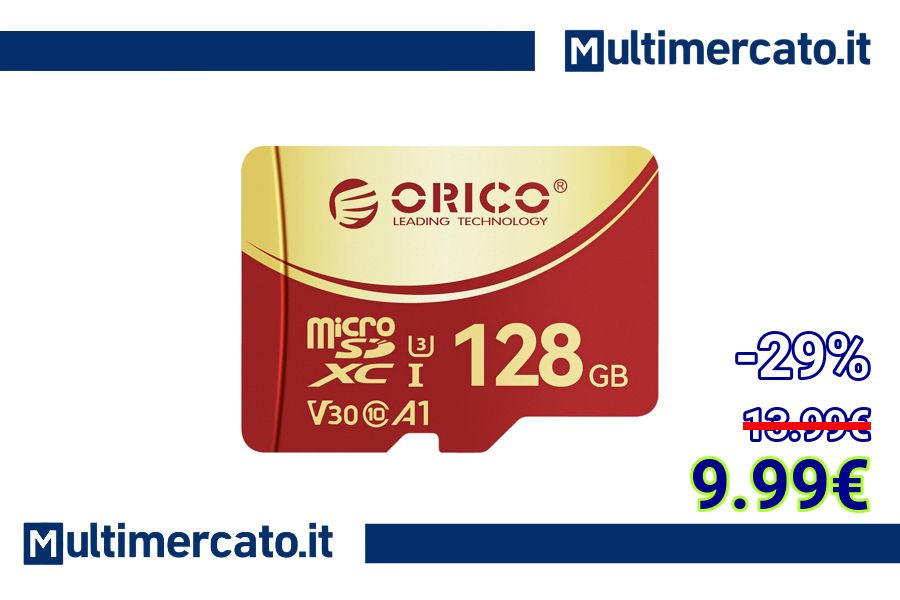 Multimercato.it
ORICO®
LEADING TECHNOLOGY
micro SD XC U3 I
128 GB
V30 10 A1
-29%
13.99€
9.99€
Multimercato.it